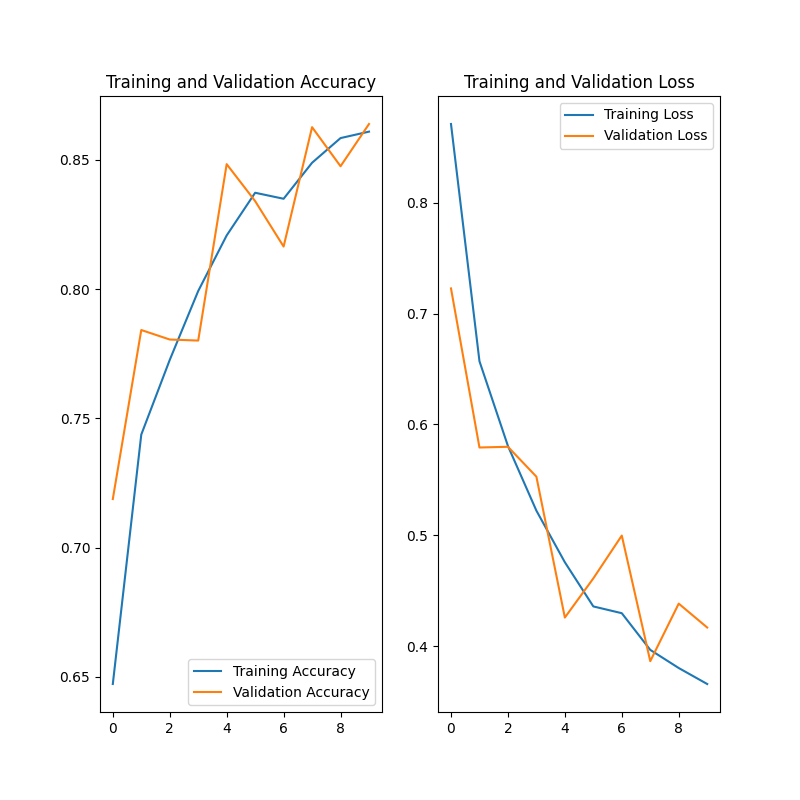 Training and Validation Accuracy
0.85
0.80
0.75
0.70
0.65
0 2 4 6 8
Training Accuracy
Validation Accuracy
Training and Validation Loss
0.8
0.7
0.6
0.5
0.4
0 2 4 6 8
Training Loss
Validation Loss